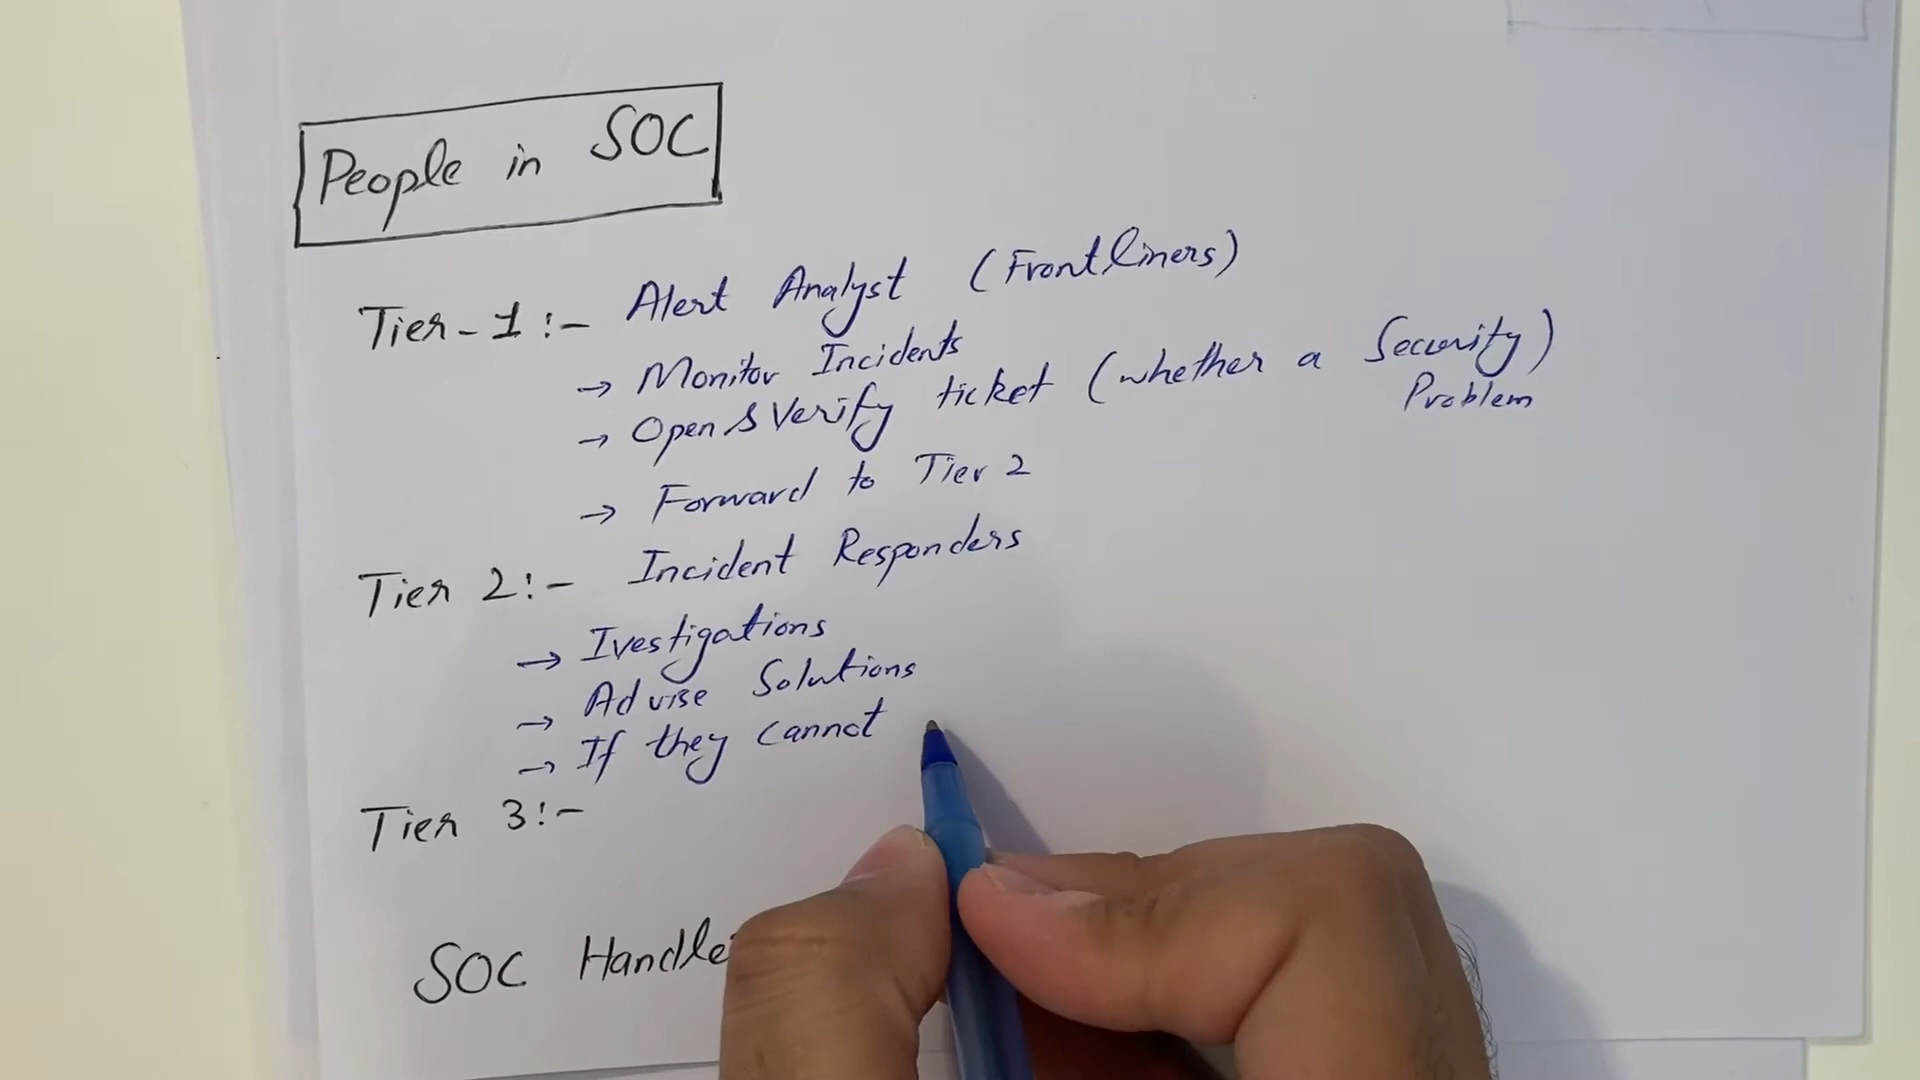 People in SOC
Tier-1:- Alert Analyst (Frontliners)
→ Monitor Incidents
→ Open & Verify ticket (whether a Security)
Problem
→ Forward to Tier 2
Tier 2:- Incident Responders
→ Ivestigations
→ Advise Solutions
→ If they cannot
Tier 3:-
SOC Handle